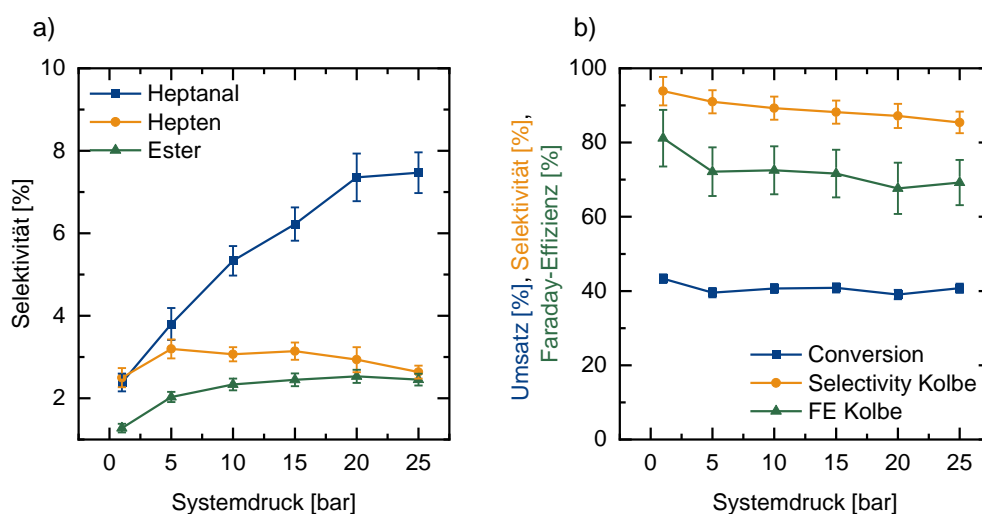 a)
10
8
6
4
2
Selektivität [%]
Heptanal
Hepten
Ester
0 5 10 15 20 25
Systemdruck [bar]
b)
100
80
60
40
20
0
Umsatz [%], Selektivität [%],
Faraday-Effizienz [%]
Conversion
Selectivity Kolbe
FE Kolbe
0 5 10 15 20 25
Systemdruck [bar]